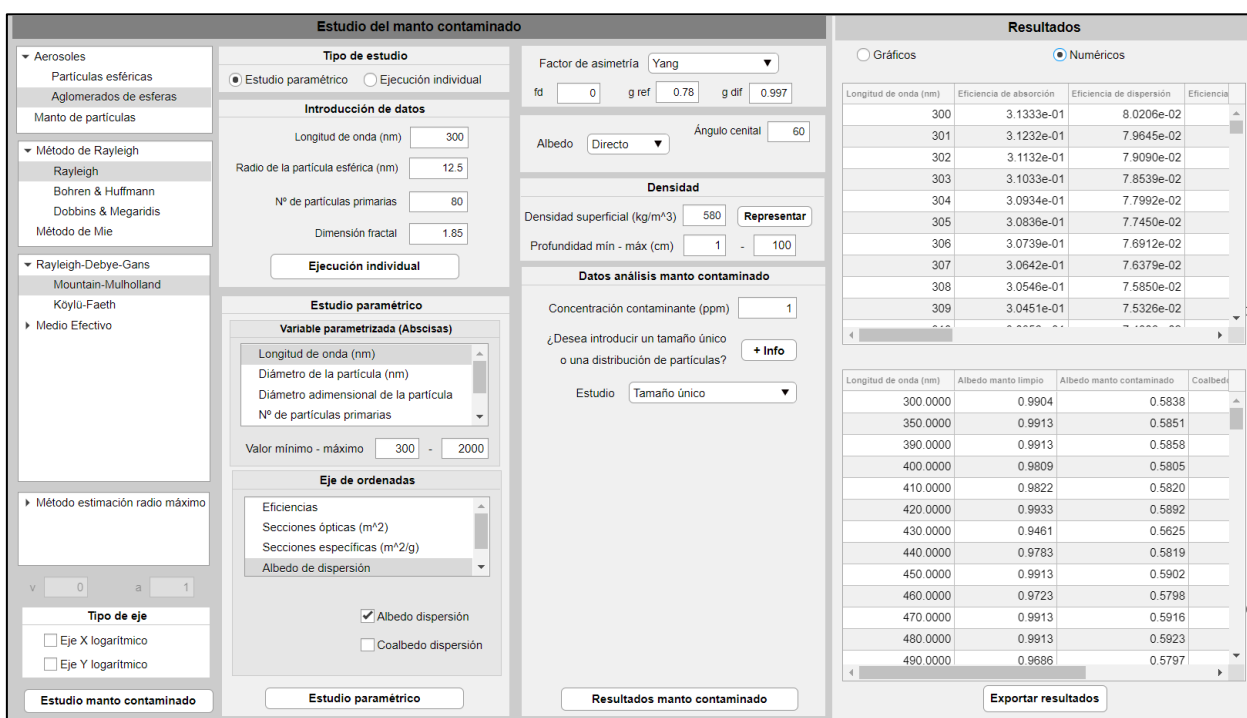 Estudio del manto contaminado
Aerosoles
Partículas esféricas
Aglomerados de esferas
Manto de partículas
Método de Rayleigh
Rayleigh
Bohren & Huffmann
Dobbins & Megaridis
Método de Mie
Rayleigh-Debye-Gans
Mountain-Mulholland
Köylü-Faeth
Medio Efectivo
Método estimación radio máximo
v 0 a 1
Tipo de eje
Eje X logarítmico
Eje Y logarítmico
Estudio manto contaminado
Tipo de estudio
Estudio paramétrico Ejecución individual
Introducción de datos
Longitud de onda (nm) 300
Radio de la partícula esférica (nm) 12.5
Nº de partículas primarias 80
Dimensión fractal 1.85
Ejecución individual
Estudio paramétrico
Variable parametrizada (Abscisas)
Longitud de onda (nm)
Diámetro de la partícula (nm)
Diámetro adimensional de la partícula
Nº de partículas primarias
Valor mínimo - máximo 300 - 2000
Eje de ordenadas
Eficiencias
Secciones ópticas (m^2)
Secciones específicas (m^2/g)
Albedo de dispersión
Albedo dispersión
Coalbedo dispersión
Estudio paramétrico
Factor de asimetría Yang
fd 0 g ref 0.78 g dif 0.997
Albedo Directo Ángulo cenital 60
Densidad
Densidad superficial (kg/m^3) 580 Representar
Profundidad mín - máx (cm) 1 - 100
Datos análisis manto contaminado
Concentración contaminante (ppm) 1
¿Desea introducir un tamaño único
o una distribución de partículas?
+ Info
Estudio Tamaño único
Resultados manto contaminado
Resultados
Gráficos Numéricos
Longitud de onda (nm) Eficiencia de absorción Eficiencia de dispersión Eficiencia
300 3.1333e-01 8.0206e-02
301 3.1232e-01 7.9645e-02
302 3.1132e-01 7.9090e-02
303 3.1033e-01 7.8539e-02
304 3.0934e-01 7.7992e-02
305 3.0836e-01 7.7450e-02
306 3.0739e-01 7.6912e-02
307 3.0642e-01 7.6379e-02
308 3.0546e-01 7.5850e-02
309 3.0451e-01 7.5326e-02
Longitud de onda (nm) Albedo manto limpio Albedo manto contaminado Coalbedo
300.0000 0.9904 0.5838
350.0000 0.9913 0.5851
390.0000 0.9913 0.5858
400.0000 0.9809 0.5805
410.0000 0.9822 0.5820
420.0000 0.9933 0.5892
430.0000 0.9461 0.5625
440.0000 0.9783 0.5819
450.0000 0.9913 0.5902
460.0000 0.9723 0.5798
470.0000 0.9913 0.5916
480.0000 0.9913 0.5923
490.0000 0.9686 0.5797
Exportar resultados